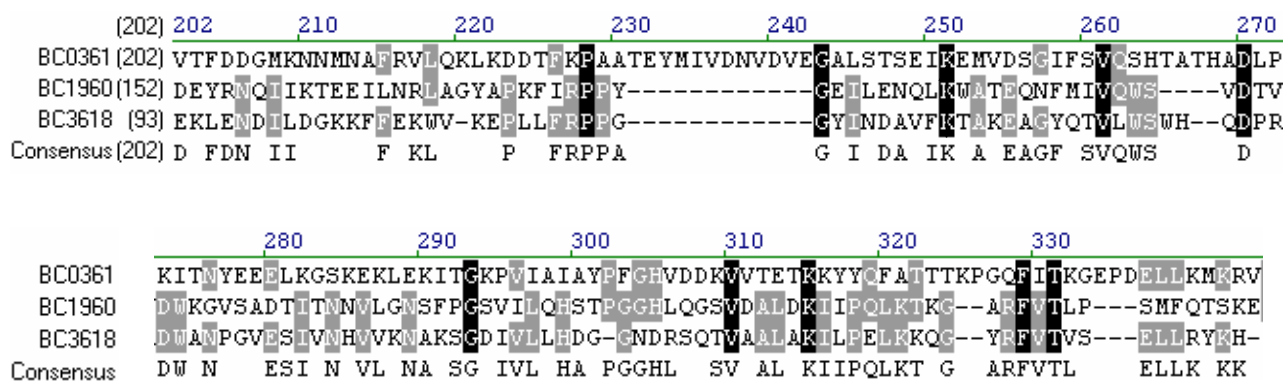 (202) 202 210 220 230 240 250 260 270
BC0361 (202) VTFDDGMKNNMNAFRVLQKLKDDTFKPAATEYMIVDNVDVEGALSTSEIKEMVDSGIFSVQSHTATHADLP
BC1960 (152) DEYRNQIIKTEEILNRLAGYAPKFIRPPY------------GEILENQLKWATEQNFMIVQWS----VDTV
BC3618 (93) EKLENDILDGKKFFEKWV-KEPLLFRPPG------------GYINDAVFKTAKEAGYQTVLWSWH--QDPR
Consensus (202) D FDN II F KL P FRPPA G I DA IK A EAGF SVQWS D
280 290 300 310 320 330
BC0361 KITNYEEELKGSKEKLEKITGKPVIAIAYPFGHVDDKVVTETKKYYQFATTTKPGQFITKGEPDELLKMKRV
BC1960 DWKGVSADTITNNVLGNSFPGSVILQHSTPGGHLQGSVDALDKIIPQLKTKG--ARFVTLP---SMFQTSKE
BC3618 DWANPGVESIVNHVVKNAKSGDIVLLHDG-GNDRSQTVAALAKILPELKKQG--YRFVTVS---ELLRYKH-
Consensus DW N ESI N VL NA SG IVL HA PGGHL SV AL KIIPQLKT G ARFVTL ELLK KK